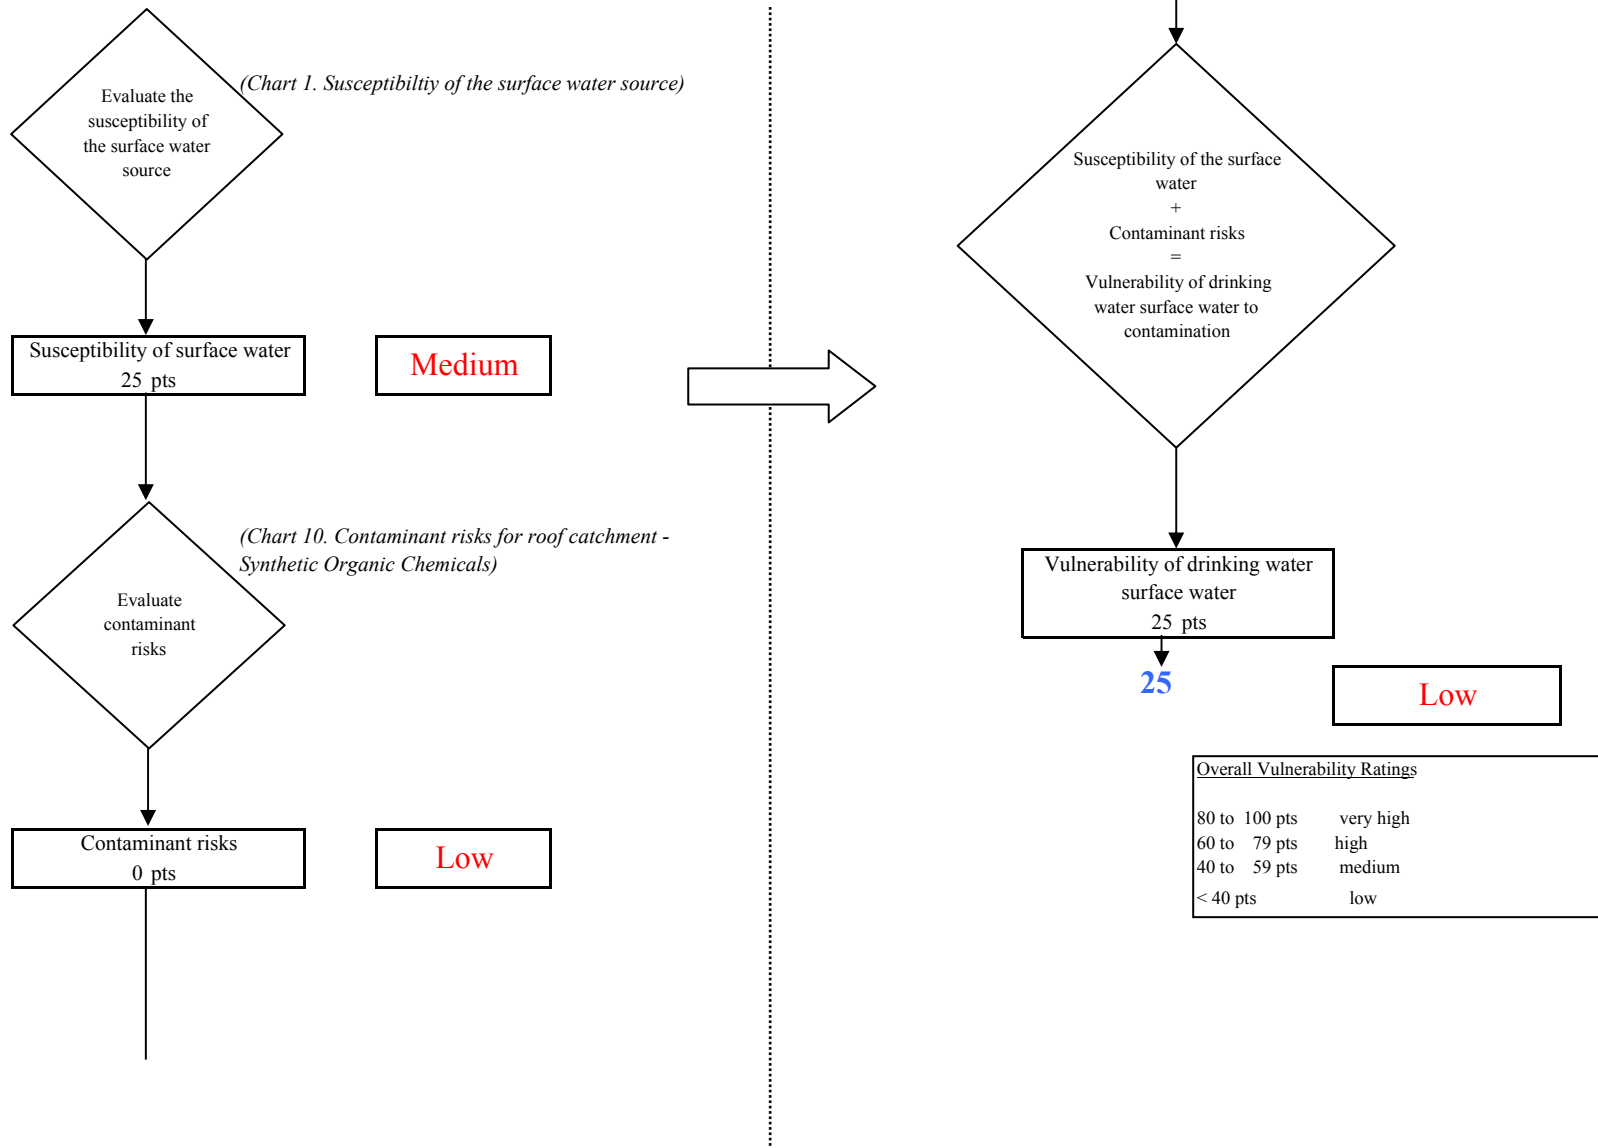 Evaluate the
susceptibility of
the surface water
source
(Chart 1. Susceptibiltiy of the surface water source)
Susceptibility of surface water
25 pts
Medium
(Chart 10. Contaminant risks for roof catchment -
Synthetic Organic Chemicals)
Evaluate
contaminant
risks
Contaminant risks
0 pts
Low
Susceptibility of the surface
water
+
Contaminant risks
=
Vulnerability of drinking
water surface water to
contamination
Vulnerability of drinking water
surface water
25 pts
25
Low
Overall Vulnerability Ratings
80 to 100 pts very high
60 to 79 pts high
40 to 59 pts medium
< 40 pts low